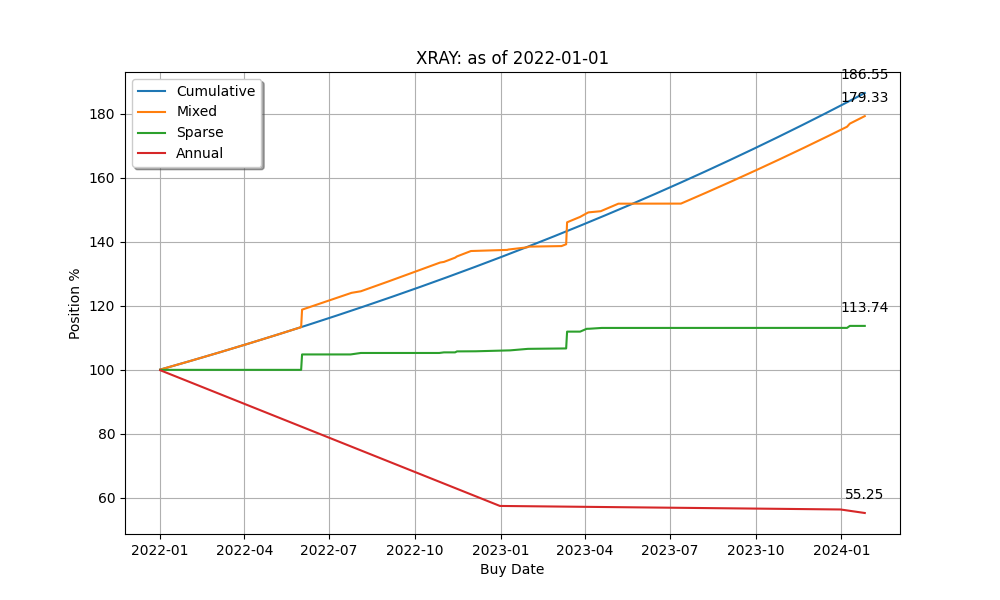 XRAY: as of 2022-01-01
186.55
179.33
113.74
55.25
Cumulative
Mixed
Sparse
Annual
Position %
180
160
140
120
100
80
60
2022-01 2022-04 2022-07 2022-10 2023-01 2023-04 2023-07 2023-10 2024-01
Buy Date